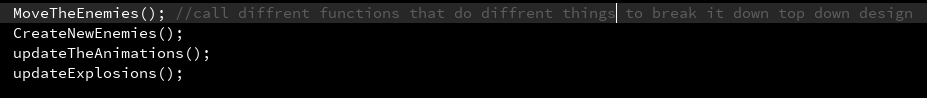 MoveTheEnemies(); //call diffrent functions that do diffrent things to break it down top down design
CreateNewEnemies();
updateTheAnimations();
updateExplosions();